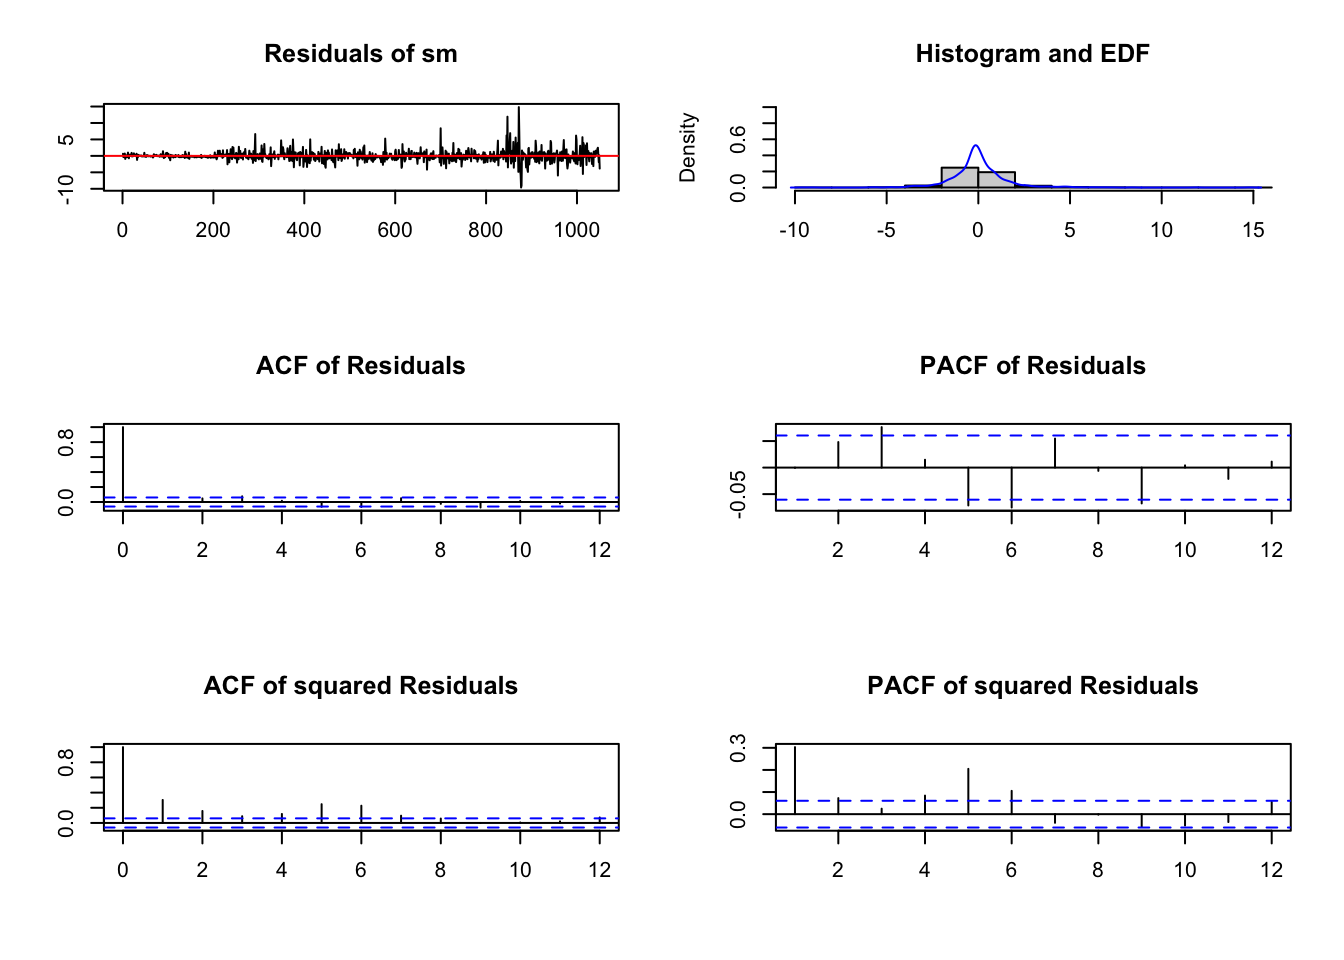 Residuals of sm
5
-10
0 200 400 600 800 1000
Histogram and EDF
Density
0.6
0.0
-10 -5 0 5 10 15
ACF of Residuals
0.8
0.0
0 2 4 6 8 10 12
PACF of Residuals
-0.05
2 4 6 8 10 12
ACF of squared Residuals
0.8
0.0
0 2 4 6 8 10 12
PACF of squared Residuals
0.3
0.0
2 4 6 8 10 12